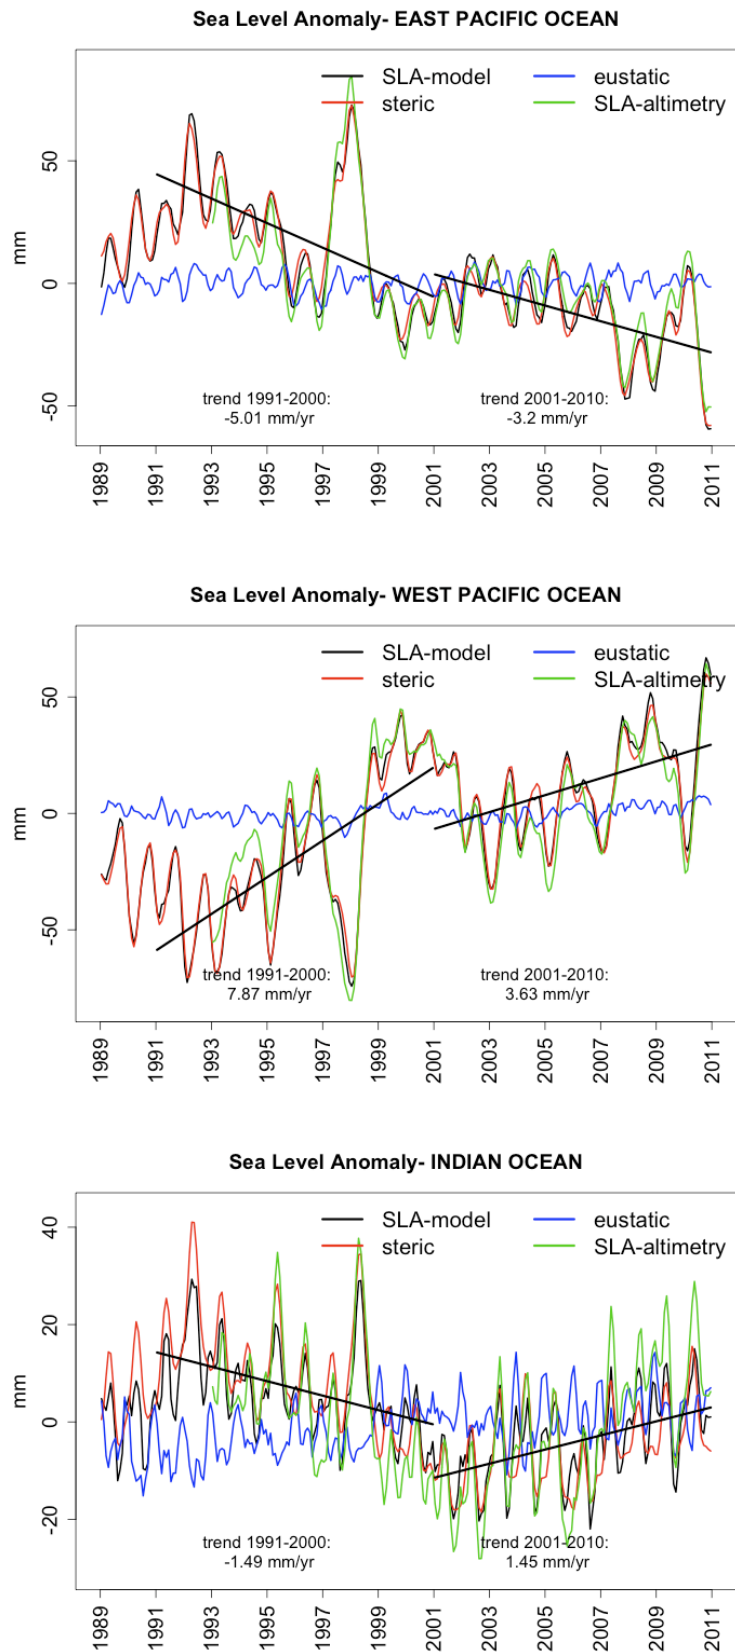 Sea Level Anomaly- EAST PACIFIC OCEAN
SLA-model
eustatic
steric
SLA-altimetry
mm
50
0
-50
trend 1991-2000:
-5.01 mm/yr
trend 2001-2010:
-3.2 mm/yr
1989
1991
1993
1995
1997
1999
2001
2003
2005
2007
2009
2011
Sea Level Anomaly- WEST PACIFIC OCEAN
SLA-model
eustatic
steric
SLA-altimetry
mm
50
0
-50
trend 1991-2000:
7.87 mm/yr
trend 2001-2010:
3.63 mm/yr
1989
1991
1993
1995
1997
1999
2001
2003
2005
2007
2009
2011
Sea Level Anomaly- INDIAN OCEAN
SLA-model
eustatic
steric
SLA-altimetry
mm
40
20
0
-20
trend 1991-2000:
-1.49 mm/yr
trend 2001-2010:
1.45 mm/yr
1989
1991
1993
1995
1997
1999
2001
2003
2005
2007
2009
2011